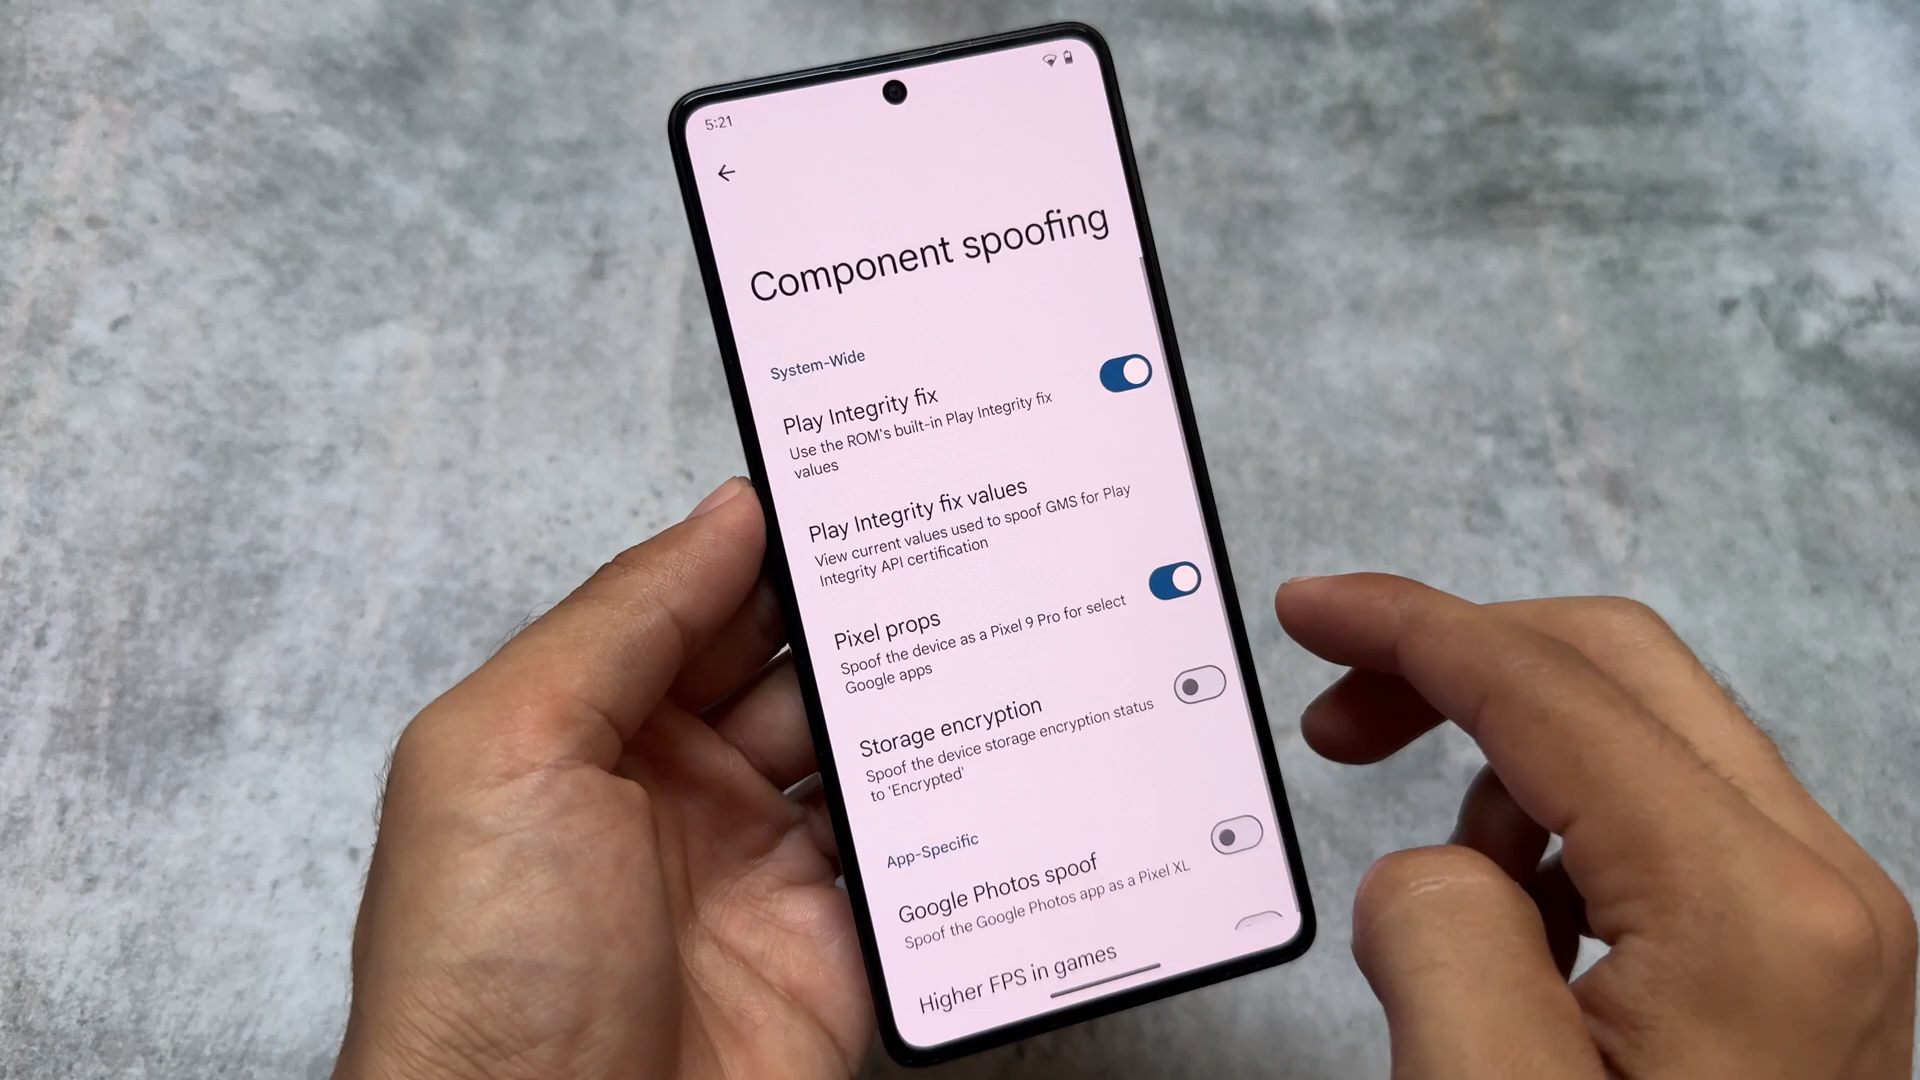 5:21
Component spoofing
System-Wide
Play Integrity fix
Use the ROM's built-in Play Integrity fix
values
Play Integrity fix values
View current values used to spoof GMS for Play
Integrity API certification
Pixel props
Spoof the device as a Pixel 9 Pro for select
Google apps
Storage encryption
Spoof the device storage encryption status
to 'Encrypted'
App-Specific
Google Photos spoof
Spoof the Google Photos app as a Pixel XL
Higher FPS in games